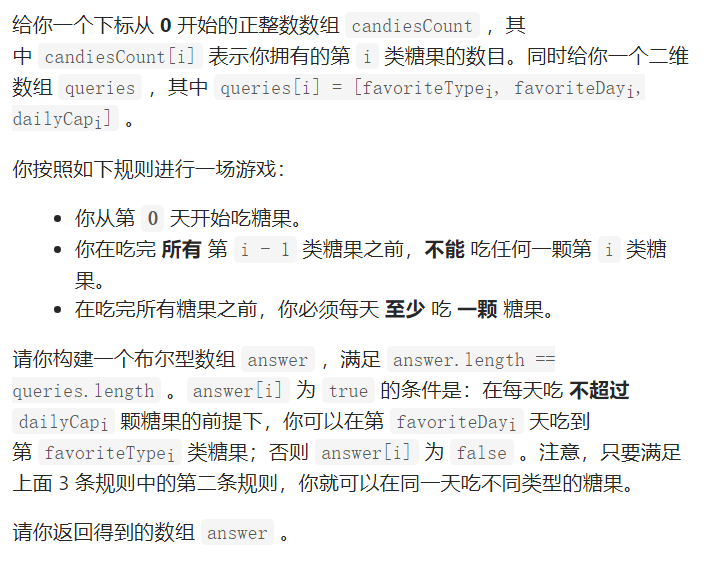 给你一个下标从 0 开始的正整数数组 candiesCount ，其
中 candiesCount[i] 表示你拥有的第 i 类糖果的数目。同时给你一个二维
数组 queries ，其中 queries[i] = [favoriteTypeᵢ, favoriteDayᵢ,
dailyCapᵢ] 。
你按照如下规则进行一场游戏：
• 你从第 0 天开始吃糖果。
• 你在吃完 所有 第 i - 1 类糖果之前，不能 吃任何一颗第 i 类糖
果。
• 在吃完所有糖果之前，你必须每天 至少 吃 一颗 糖果。
请你构建一个布尔型数组 answer ，满足 answer.length ==
queries.length 。answer[i] 为 true 的条件是：在每天吃 不超过
dailyCapᵢ 颗糖果的前提下，你可以在第 favoriteDayᵢ 天吃到
第 favoriteTypeᵢ 类糖果；否则 answer[i] 为 false 。注意，只要满足
上面 3 条规则中的第二条规则，你就可以在同一天吃不同类型的糖果。
请你返回得到的数组 answer 。